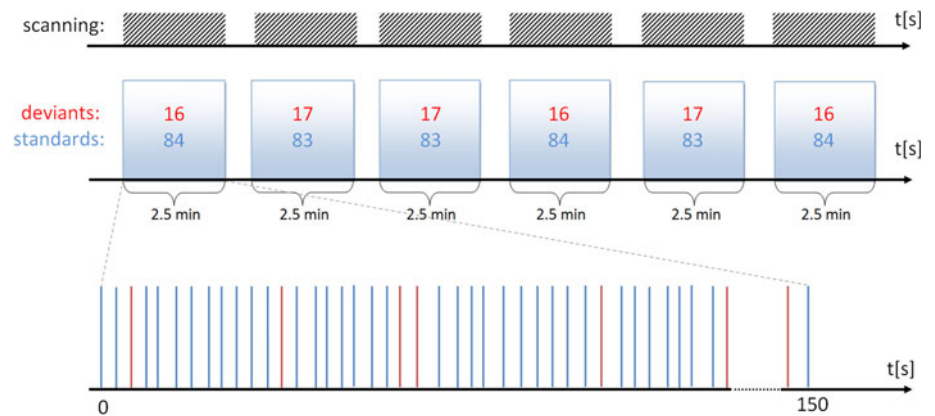 scanning: t[s]
deviants: 16 17 17 16 17 16
standards: 84 83 83 84 83 84
t[s]
2.5 min 2.5 min 2.5 min 2.5 min 2.5 min 2.5 min
t[s]
0 150